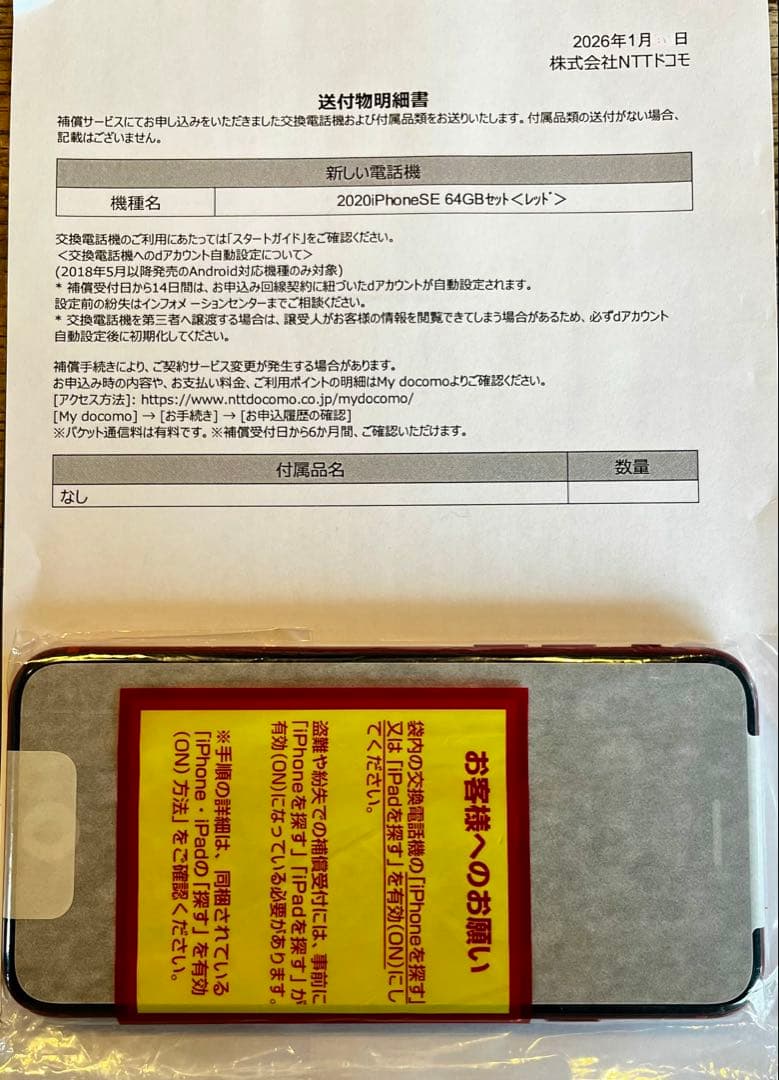 2026年1月 日
株式会社NTTドコモ
送付物明細書
補償サービスにてお申し込みをいただきました交換電話機および付属品類をお送りいたします。付属品類の送付がない場合、
記載はございません。
新しい電話機
機種名 2020iPhoneSE 64GBセット<レッド>
交換電話機のご利用にあたっては「スタートガイド」をご確認ください。
<交換電話機へのdアカウント自動設定について>
(2018年5月以降発売のAndroid対応機種のみ対象)
* 補償受付日から14日間は、お申込み回線契約に紐づいたdアカウントが自動設定されます。
設定前の紛失はインフォメーションセンターまでご相談ください。
* 交換電話機を第三者へ譲渡する場合は、譲受人がお客様の情報を閲覧できてしまう場合があるため、必ずdアカウント
自動設定後に初期化してください。
補償手続きにより、ご契約サービス変更が発生する場合があります。
お申込み時の内容や、お支払い料金、ご利用ポイントの明細はMy docomoよりご確認ください。
[アクセス方法]: https://www.nttdocomo.co.jp/mydocomo/
[My docomo] → [お手続き] → [お申込履歴の確認]
※パケット通信料は有料です。※補償受付日から6か月間、ご確認いただけます。
付属品名 数量
なし
お客様へのお願い
袋内の交換電話機の「iPhoneを探す」
又は「iPadを探す」を有効(ON)にし
てください。
盗難や紛失での補償受付には、事前に
「iPhoneを探す」「iPadを探す」が
有効(ON)になっている必要があります。
※手順の詳細は、同梱されている
「iPhone・iPadの「探す」を有効
(ON)方法」をご確認ください。